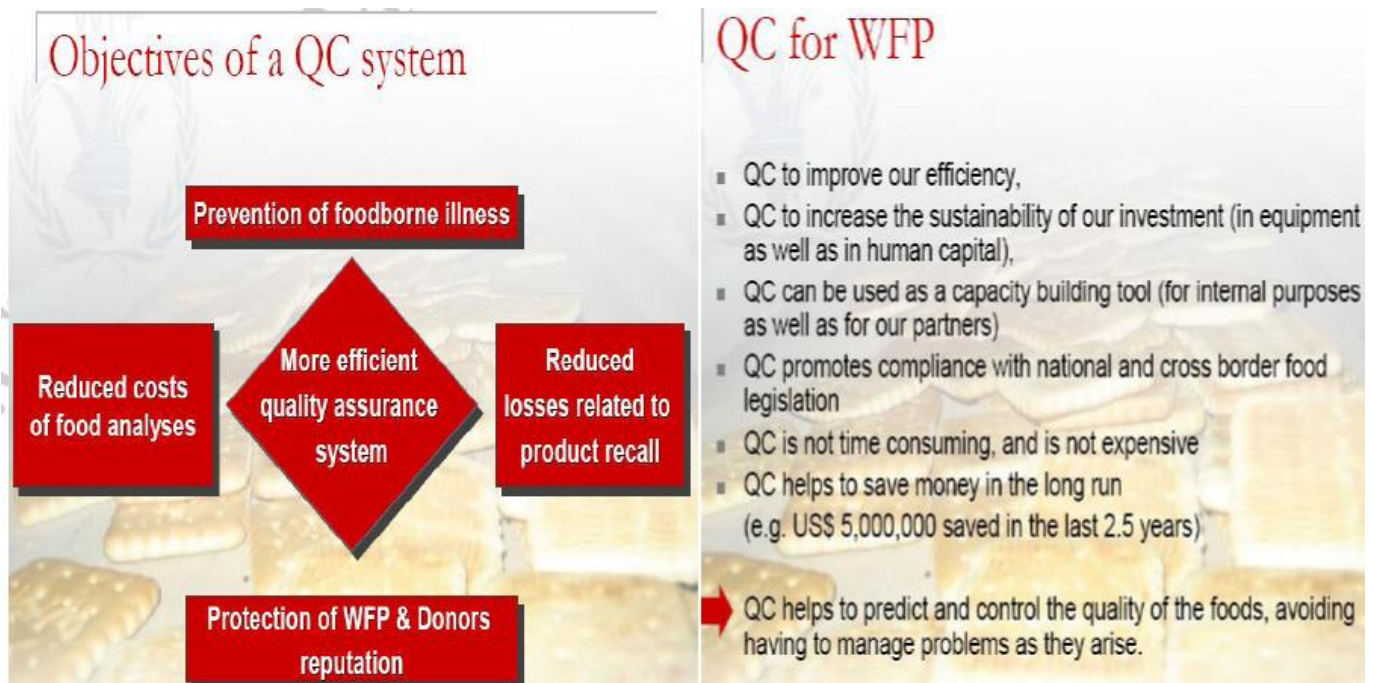 Objectives of a QC system
Prevention of foodborne illness
Reduced costs
of food analyses
More efficient
quality assurance
system
Reduced
losses related to
product recall
Protection of WFP & Donors
reputation
QC for WFP
QC to improve our efficiency,
QC to increase the sustainability of our investment (in equipment
as well as in human capital),
QC can be used as a capacity building tool (for internal purposes
as well as for our partners)
QC promotes compliance with national and cross border food
legislation
QC is not time consuming, and is not expensive
QC helps to save money in the long run
(e.g. US$ 5,000,000 saved in the last 2.5 years)
QC helps to predict and control the quality of the foods, avoiding
having to manage problems as they arise.